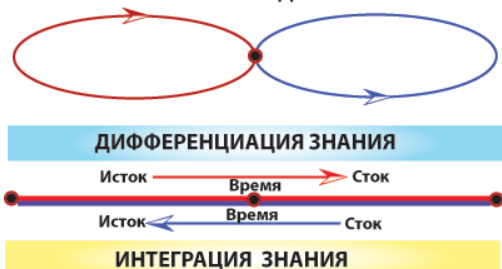 ДИФФЕРЕНЦИАЦИЯ ЗНАНИЯ
Исток Сток
Время
Время
Исток Сток
ИНТЕГРАЦИЯ ЗНАНИЯ